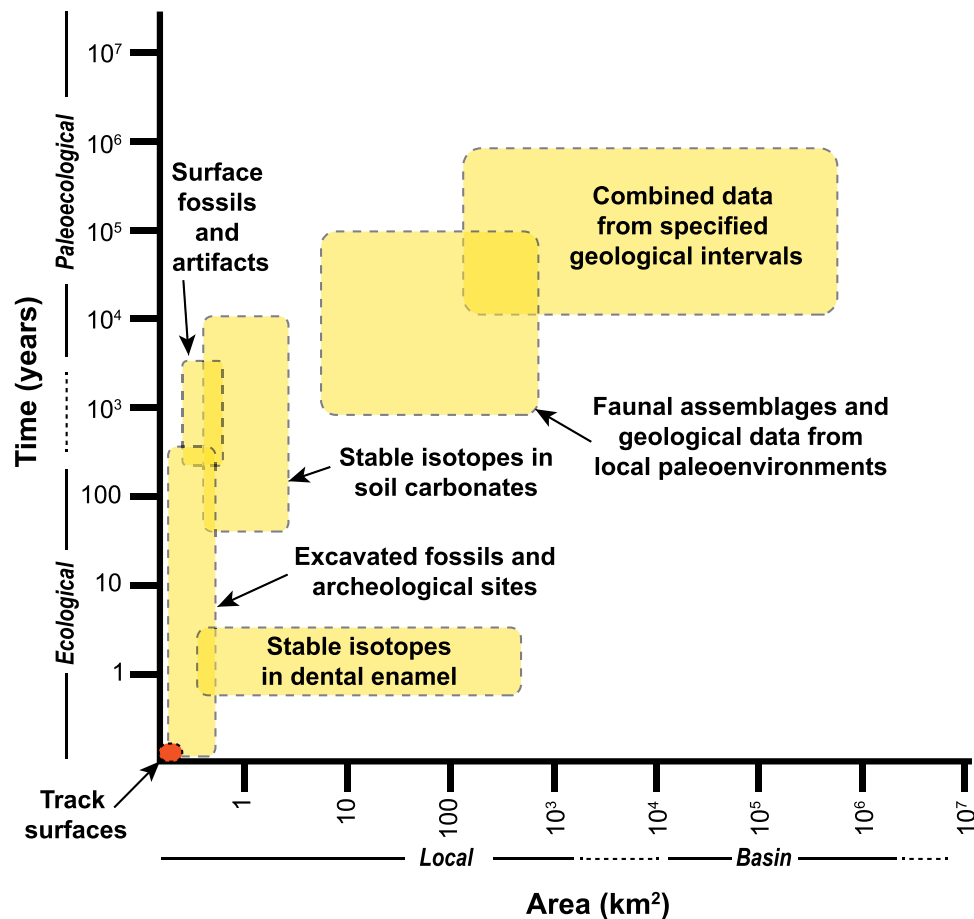 10⁷
10⁶
10⁵
10⁴
10³
100
10
1
Time (years)
Paleoecological
Ecological
Surface
fossils
and
artifacts
Combined data
from specified
geological intervals
Faunal assemblages and
geological data from
local paleoenvironments
Stable isotopes in
soil carbonates
Excavated fossils and
archeological sites
Stable isotopes
in dental enamel
Track
surfaces
1
10
100
10³
10⁴
10⁵
10⁶
10⁷
Local
Basin
Area (km²)